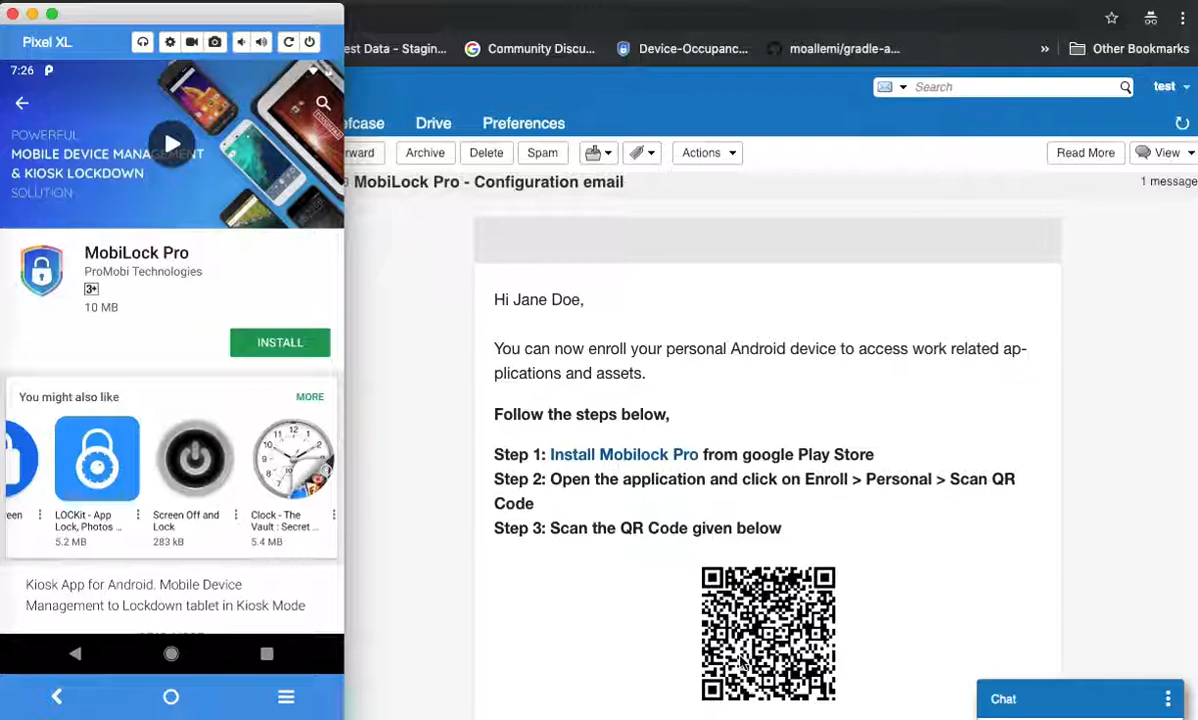 Pixel XL
7:26
POWERFUL
MOBILE DEVICE MANAGEMENT
& KIOSK LOCKDOWN
SOLUTION
MobiLock Pro
ProMobi Technologies
3+
10 MB
INSTALL
You might also like
MORE
LOCKit - App
Lock, Photos ...
5.2 MB
Screen Off and
Lock
283 kB
Clock - The
Vault : Secret ...
5.4 MB
Kiosk App for Android. Mobile Device
Management to Lockdown tablet in Kiosk Mode
est Data - Stagin...
Community Discu...
Device-Occupanc...
moallemi/gradle-a...
»
Other Bookmarks
Search
test
efcase
Drive
Preferences
ward
Archive
Delete
Spam
Actions
Read More
View
MobiLock Pro - Configuration email
1 message
Hi Jane Doe,
You can now enroll your personal Android device to access work related ap-
plications and assets.
Follow the steps below,
Step 1: Install Mobilock Pro from google Play Store
Step 2: Open the application and click on Enroll > Personal > Scan QR
Code
Step 3: Scan the QR Code given below
Chat